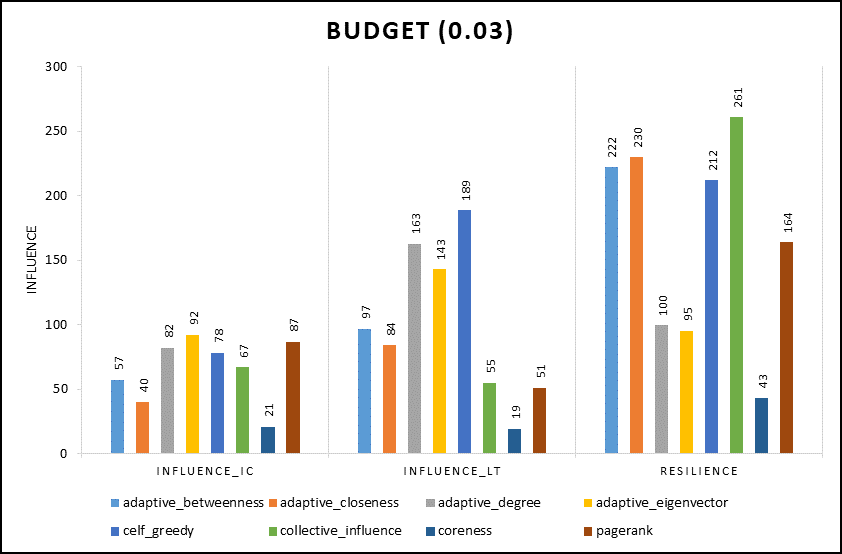 BUDGET (0.03)
INFLUENCE
300
250
200
150
100
50
0
57 40 82 92 78 67 21 87
97 84 163 143 189 55 19 51
222 230 100 95 212 261 43 164
INFLUENCE_IC INFLUENCE_LT RESILIENCE
adaptive_betweenness adaptive_closeness adaptive_degree adaptive_eigenvector
celf_greedy collective_influence coreness pagerank